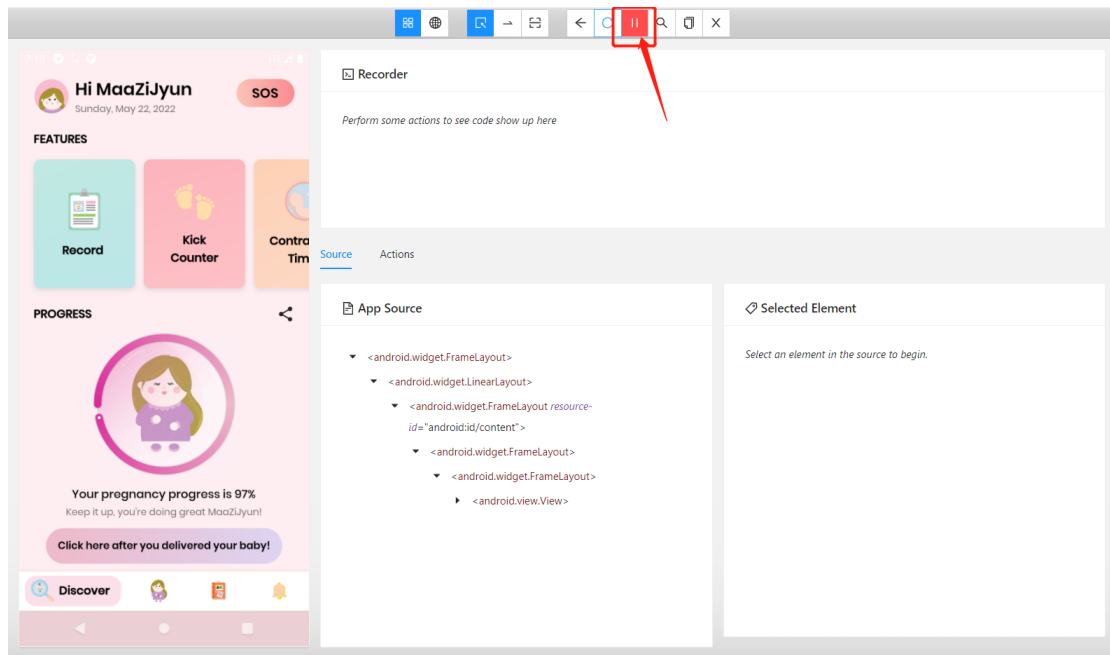 Hi MaaZiJyun
Sunday, May 22, 2022
SOS
FEATURES
Record
Kick
Counter
Contra
Tim
PROGRESS
Your pregnancy progress is 97%
Keep it up, you're doing great MaaZiJyun!
Click here after you delivered your baby!
Discover
Recorder
Perform some actions to see code show up here
Source
Actions
App Source
<android.widget.FrameLayout>
<android.widget.LinearLayout>
<android.widget.FrameLayout resource-
id="android:id/content">
<android.widget.FrameLayout>
<android.widget.FrameLayout>
<android.view.View>
Selected Element
Select an element in the source to begin.